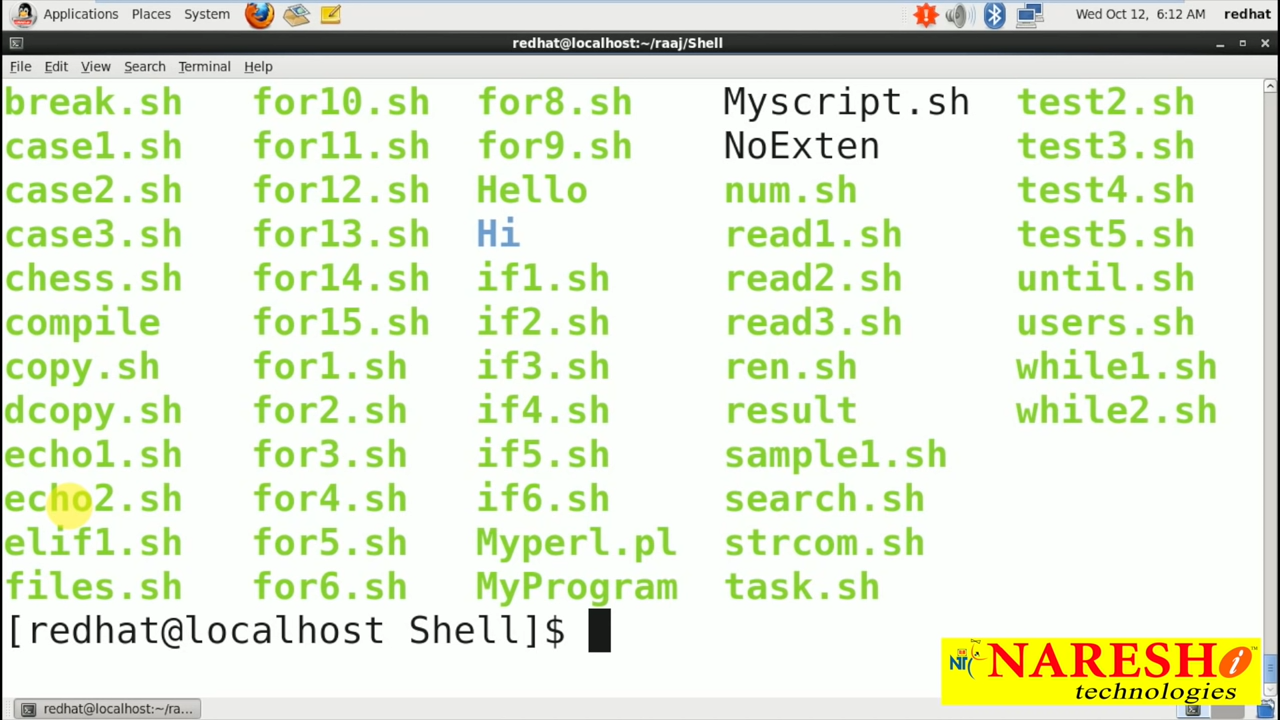 Applications Places System Wed Oct 12, 6:12 AM redhat
redhat@localhost:~/raaj/Shell
File Edit View Search Terminal Help
break.sh for10.sh for8.sh Myscript.sh test2.sh
case1.sh for11.sh for9.sh NoExten test3.sh
case2.sh for12.sh Hello num.sh test4.sh
case3.sh for13.sh Hi read1.sh test5.sh
chess.sh for14.sh if1.sh read2.sh until.sh
compile for15.sh if2.sh read3.sh users.sh
copy.sh for1.sh if3.sh ren.sh while1.sh
dcopy.sh for2.sh if4.sh result while2.sh
echo1.sh for3.sh if5.sh sample1.sh
echo2.sh for4.sh if6.sh search.sh
elif1.sh for5.sh Myperl.pl strcom.sh
files.sh for6.sh MyProgram task.sh
[redhat@localhost Shell]$
NARESH i
technologies
redhat@localhost:~/ra...